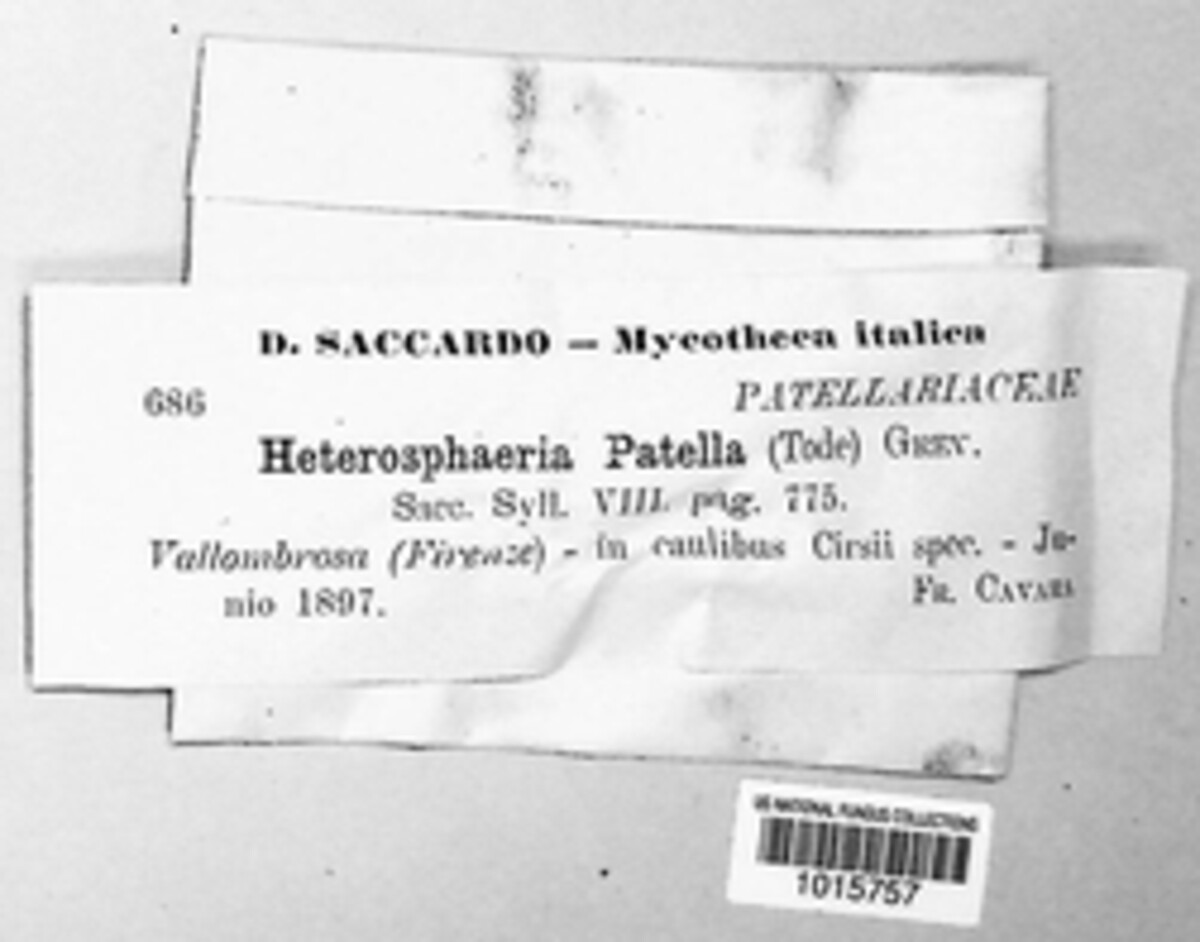 D. SACCARDO — Mycotheca italica
686
PATELLARIACEAE
Heterosphaeria Patella (Tode) GREV.
Sacc. Syll. VIII. pag. 775.
Vallombrosa (Firenze) - in caulibus Cirsii spec. - Ju-
nio 1897.
FR. CAVARA
US NATIONAL FUNGUS COLLECTIONS
1015757